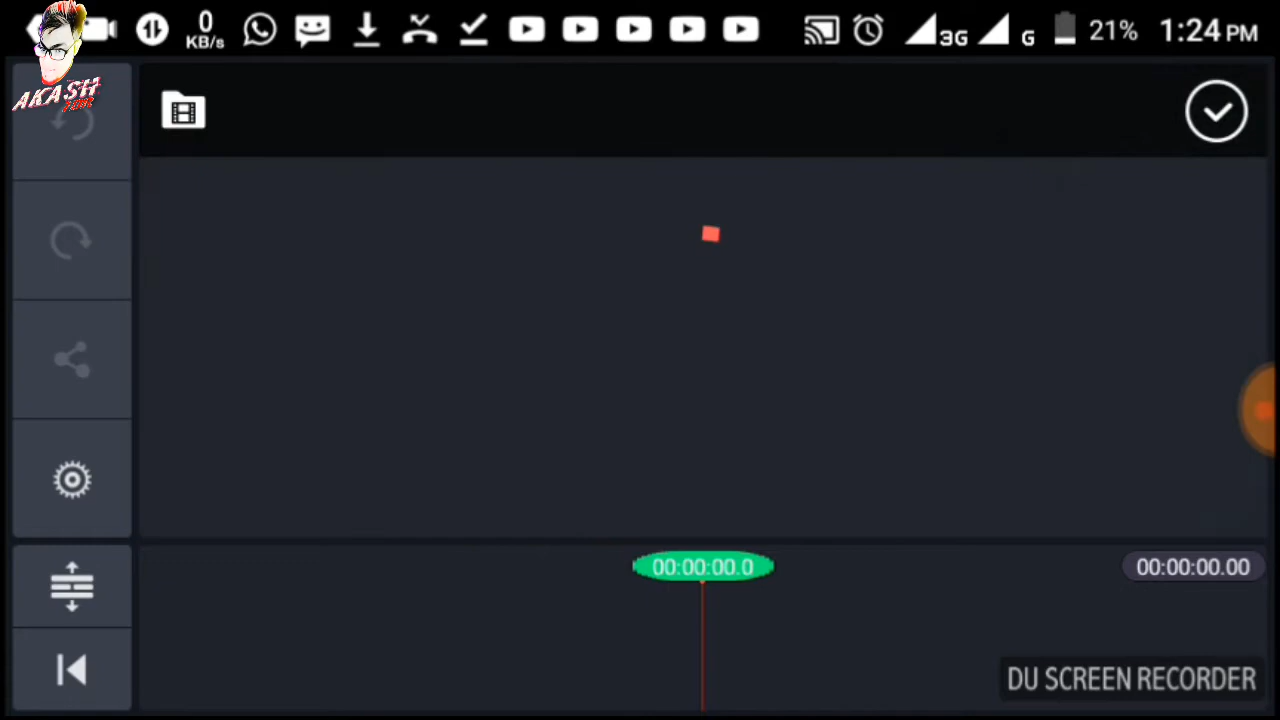 0
KB/s
3G
G
21%
1:24 PM
AKASH
00:00:00.0
00:00:00.00
DU SCREEN RECORDER